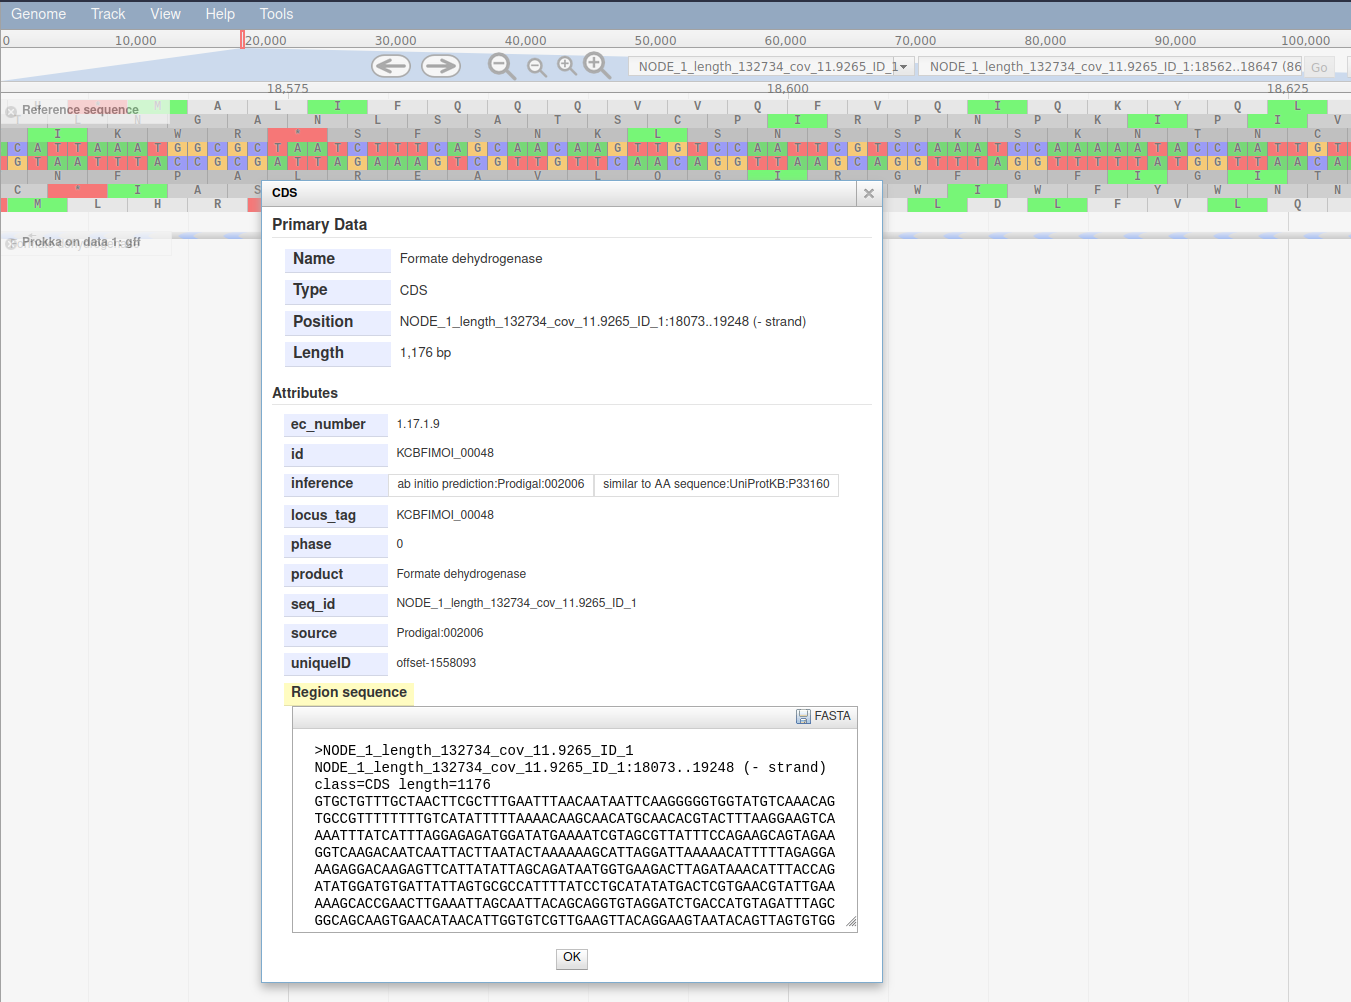 Genome Track View Help Tools
0 10,000 20,000 30,000 40,000 50,000 60,000 70,000 80,000 90,000 100,000
NODE_1_length_132734_cov_11.9265_ID_1 NODE_1_length_132734_cov_11.9265_ID_1:18562..18647 (86 Go
18,575 18,600 18,625
Reference sequence
M A L I F Q Q Q V V Q F V Q I Q K Y Q L
G A N L S A T S C P I R P N P K I P I V
I K W R * S F S N K L S N S S K S K N T N C
C A T T A A A T G G C G C T A A T C T T T C A G C A A C A A G T T G T C C A A T T C G T C C A A A T C C A A A A T A C C A A T T G T
G T A A T T T A C C G C G A T T A G A A A G T C G T T G T T C A A C A G G T T A A G C A G G T T T A G G T T T T A T G G T T A A C A
N F P A L R E A V L Q G I R G F G F I G I T
C * I A S W I W F Y W N N
M L H R L D L F V L Q
Prokka on data 1: gff
CDS
Primary Data
Name Formate dehydrogenase
Type CDS
Position NODE_1_length_132734_cov_11.9265_ID_1:18073..19248 (- strand)
Length 1,176 bp
Attributes
ec_number 1.17.1.9
id KCBFIMOI_00048
inference ab initio prediction:Prodigal:002006 similar to AA sequence:UniProtKB:P33160
locus_tag KCBFIMOI_00048
phase 0
product Formate dehydrogenase
seq_id NODE_1_length_132734_cov_11.9265_ID_1
source Prodigal:002006
uniqueID offset-1558093
Region sequence
FASTA
>NODE_1_length_132734_cov_11.9265_ID_1
NODE_1_length_132734_cov_11.9265_ID_1:18073..19248 (- strand)
class=CDS length=1176
GTGCTGTTTGCTAACTTCGCTTTGAATTTAACAATAATTCAAGGGGGTGGTATGTCAAACAG
TGCCGTTTTTTTTGTCATATTTTTAAAACAAGCAACATGCAACACGTACTTTAAGGAAGTCA
AAATTTATCATTTAGGAGAGATGGATATGAAAATCGTAGCGTTATTTCCAGAAGCAGTAGAA
GGTCAAGACAATCAATTACTTAATACTAAAAAAGCATTAGGATTAAAAACATTTTTAGAGGA
AAGAGGACAAGAGTTCATTATATTAGCAGATAATGGTGAAGACTTAGATAAACATTTACCAG
ATATGGATGTGATTATTAGTGCGCCATTTTATCCTGCATATATGACTCGTGAACGTATTGAA
AAAGCACCGAACTTGAAATTAGCAATTACAGCAGGTGTAGGATCTGACCATGTAGATTTAGC
GGCAGCAAGTGAACATAACATTGGTGTCGTTGAAGTTACAGGAAGTAATACAGTTAGTGTGG
OK